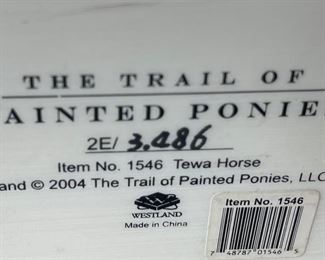 THE TRAIL OF
AINTED PONIE
2E/ 3,486
Item No. 1546 Tewa Horse
and © 2004 The Trail of Painted Ponies, LLC
WESTLAND
Made in China
Item No. 1546
7 48787 01546 5